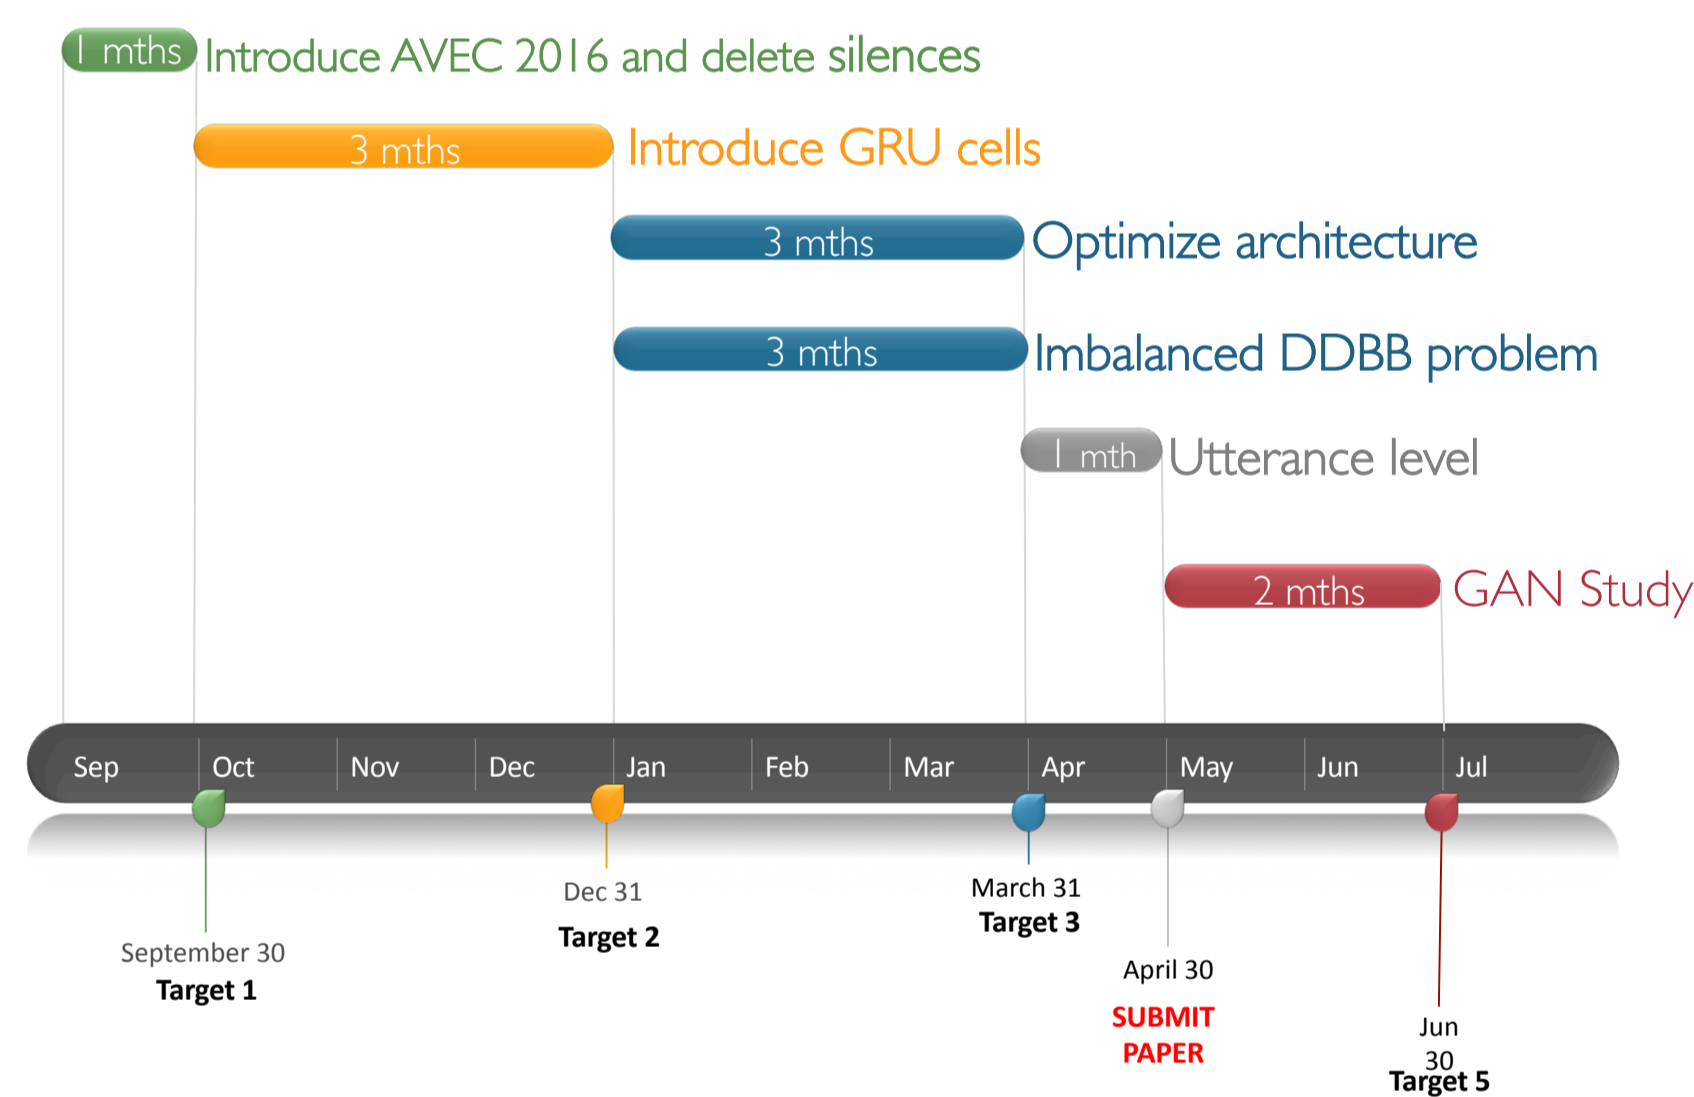 1 mths Introduce AVEC 2016 and delete silences
3 mths Introduce GRU cells
3 mths Optimize architecture
3 mths Imbalanced DDBB problem
1 mth Utterance level
2 mths GAN Study
Sep Oct Nov Dec Jan Feb Mar Apr May Jun Jul
September 30
Target 1
Dec 31
Target 2
March 31
Target 3
April 30
SUBMIT
PAPER
Jun
30
Target 5